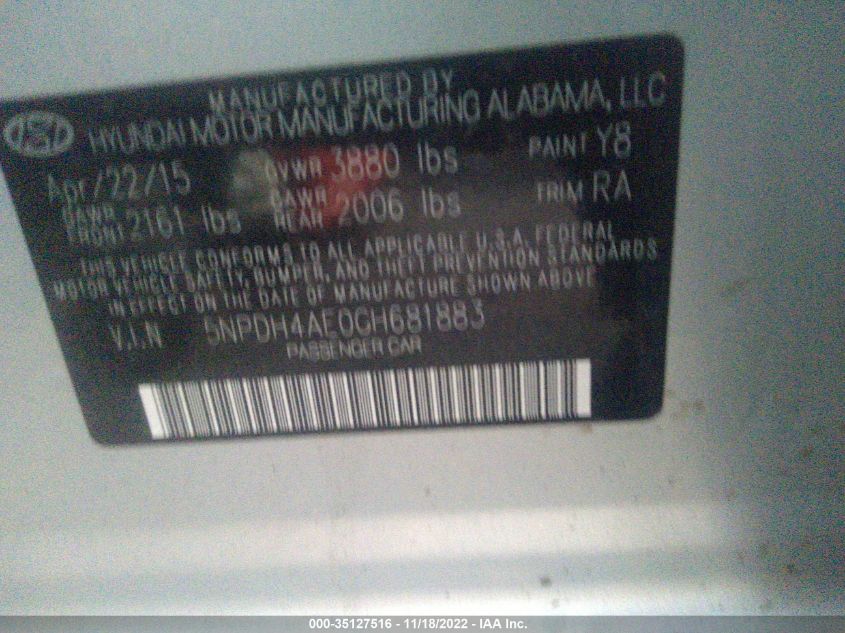 MANUFACTURED BY
HYUNDAI MOTOR MANUFACTURING ALABAMA, LLC
Apr/22/15 GVWR 3880 lbs PAINT Y8
GAWR FRONT 2161 lbs GAWR REAR 2006 lbs TRIM RA
THIS VEHICLE CONFORMS TO ALL APPLICABLE U.S.A. FEDERAL
MOTOR VEHICLE SAFETY, BUMPER, AND THEFT PREVENTION STANDARDS
IN EFFECT ON THE DATE OF MANUFACTURE SHOWN ABOVE
V.I.N 5NPDH4AE0GH681883
PASSENGER CAR
000-35127516 - 11/18/2022 - IAA Inc.